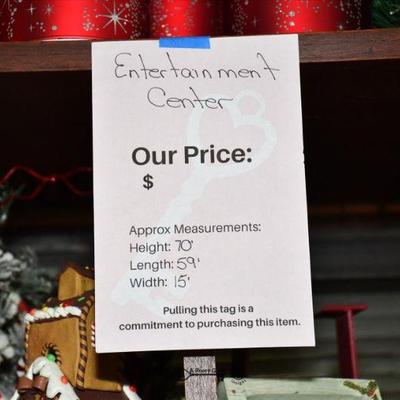 Entertainment
Center
Our Price:
$
Approx Measurements:
Height: 70'
Length: 59'
Width: 15'
Pulling this tag is a
commitment to purchasing this item.